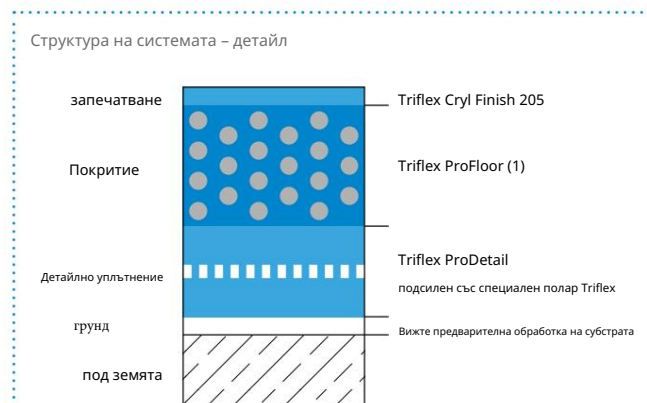 Структура на системата – детайл
запечатване
Triflex Cryl Finish 205
Покритие
Triflex ProFloor (1)
Triflex ProDetail
Детайлно уплътнение
подсилен със специален полар Triflex
грунд
Вижте предварителна обработка на субстрата
под земята